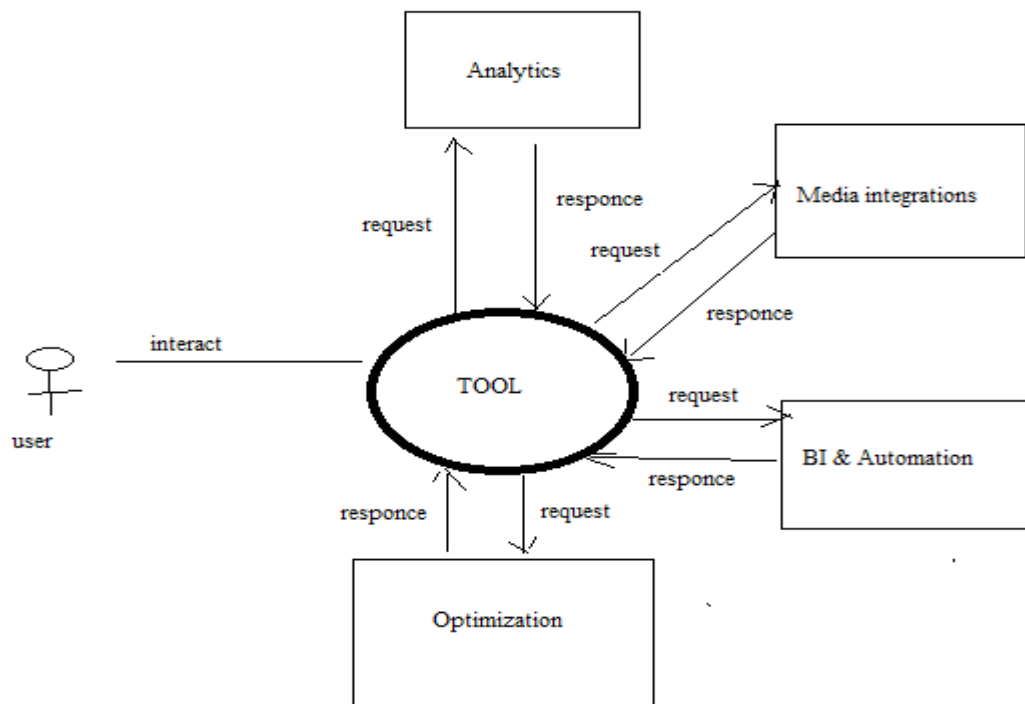 Analytics
Media integrations
responce
request
request
responce
interact
TOOL
request
user
BI & Automation
responce
responce
request
Optimization